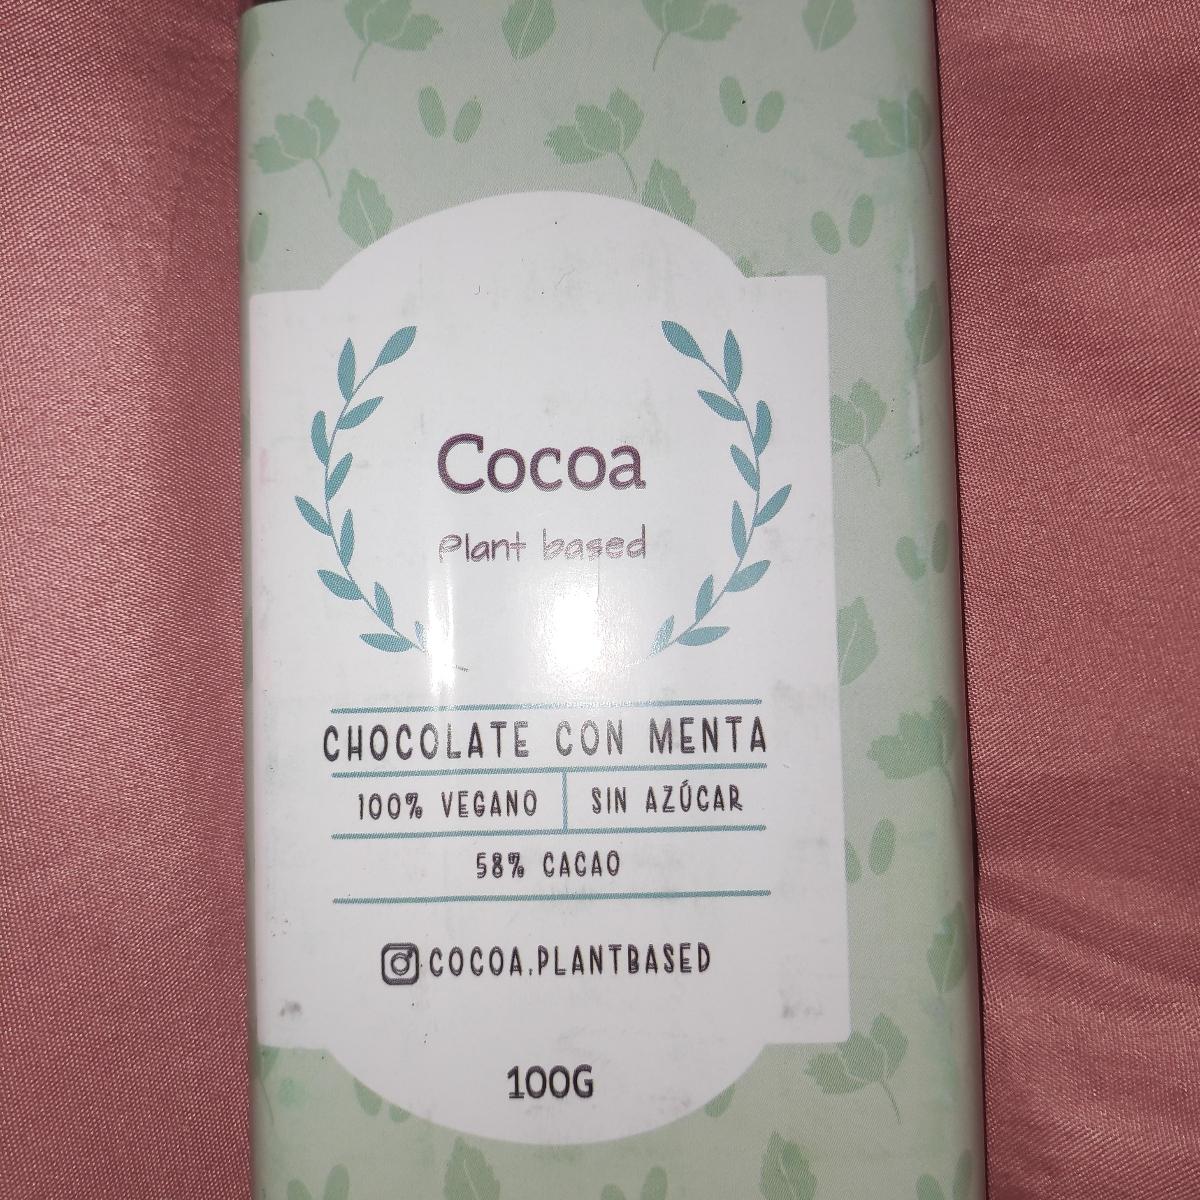 Cocoa
Plant based
CHOCOLATE CON MENTA
100% VEGANO
SIN AZÚCAR
58% CACAO
COCOA.PLANTBASED
100G